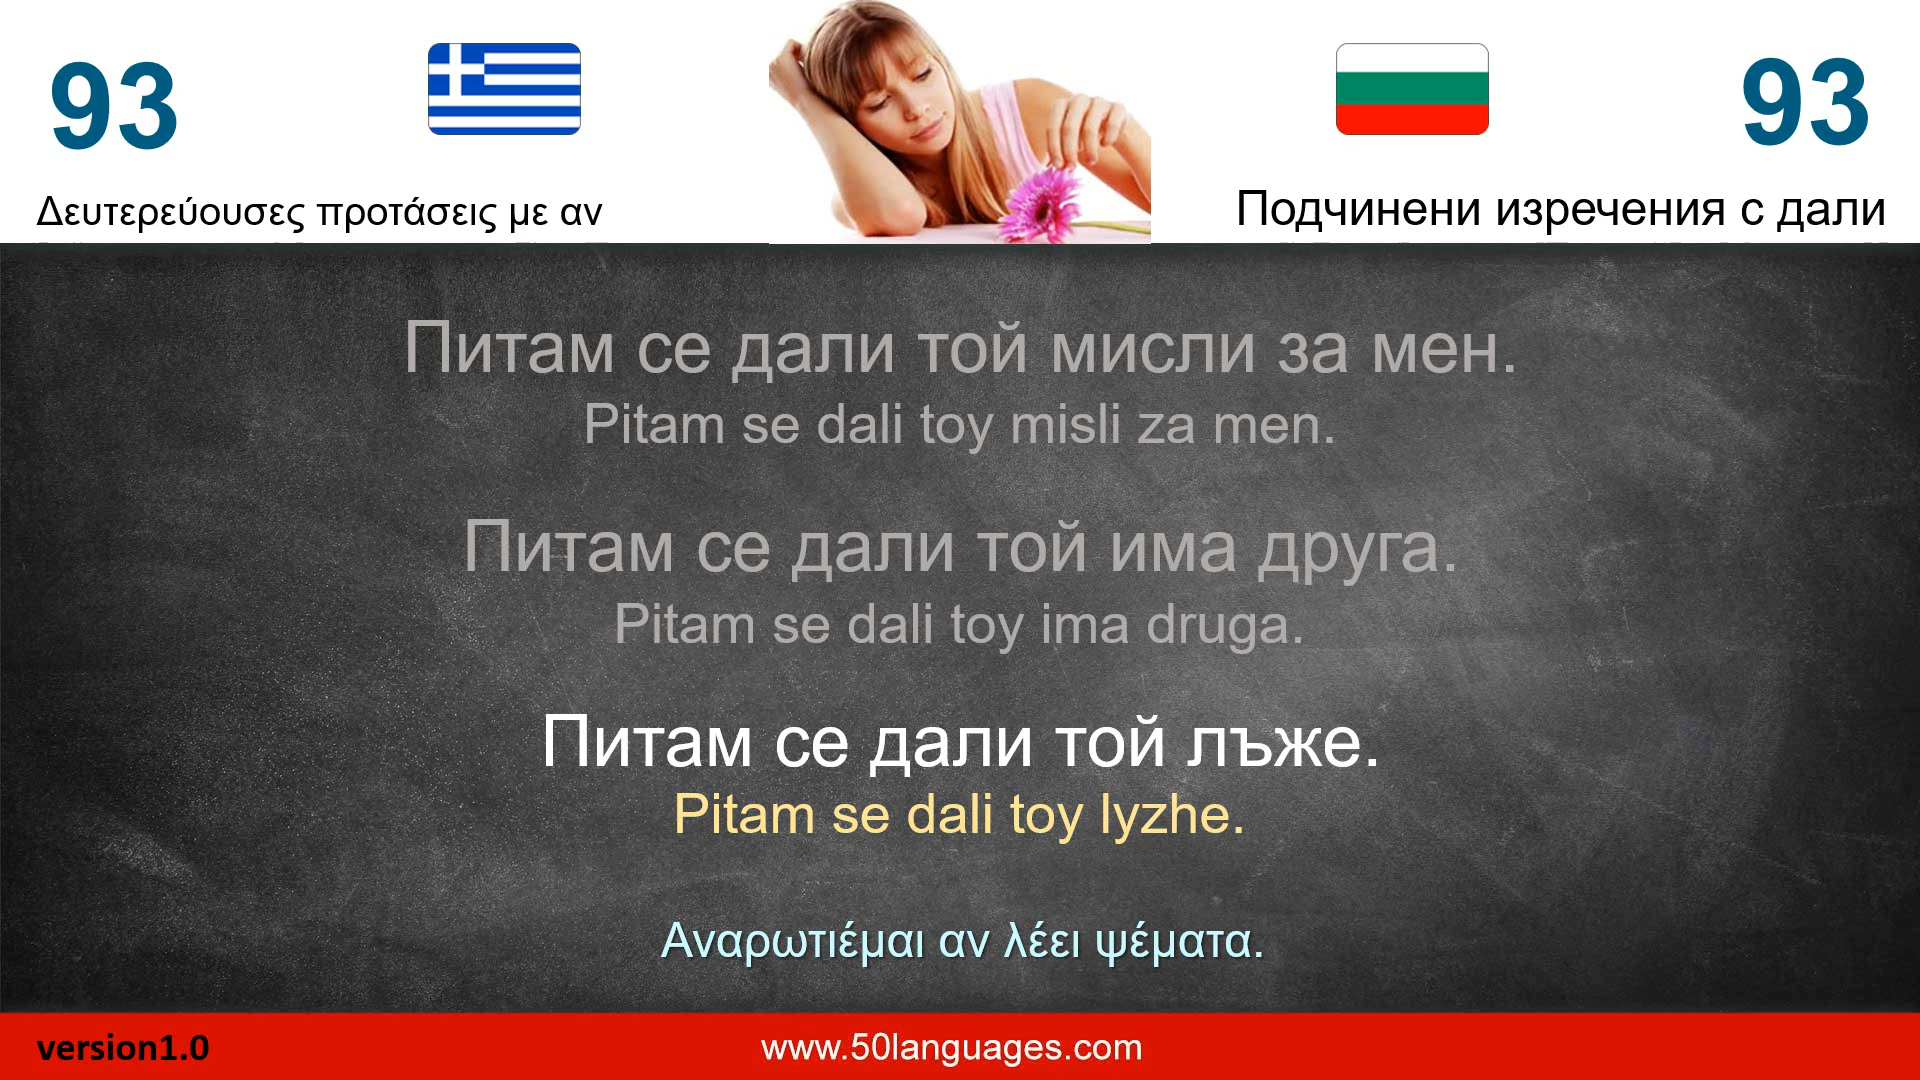 93
93
Δευτερεύουσες προτάσεις με αν
Подчинени изречения с дали
Питам се дали той мисли за мен.
Pitam se dali toy misli za men.
Питам се дали той има друга.
Pitam se dali toy ima druga.
Питам се дали той лъже.
Pitam se dali toy lyzhe.
Αναρωτιέμαι αν λέει ψέματα.
version1.0
www.50languages.com